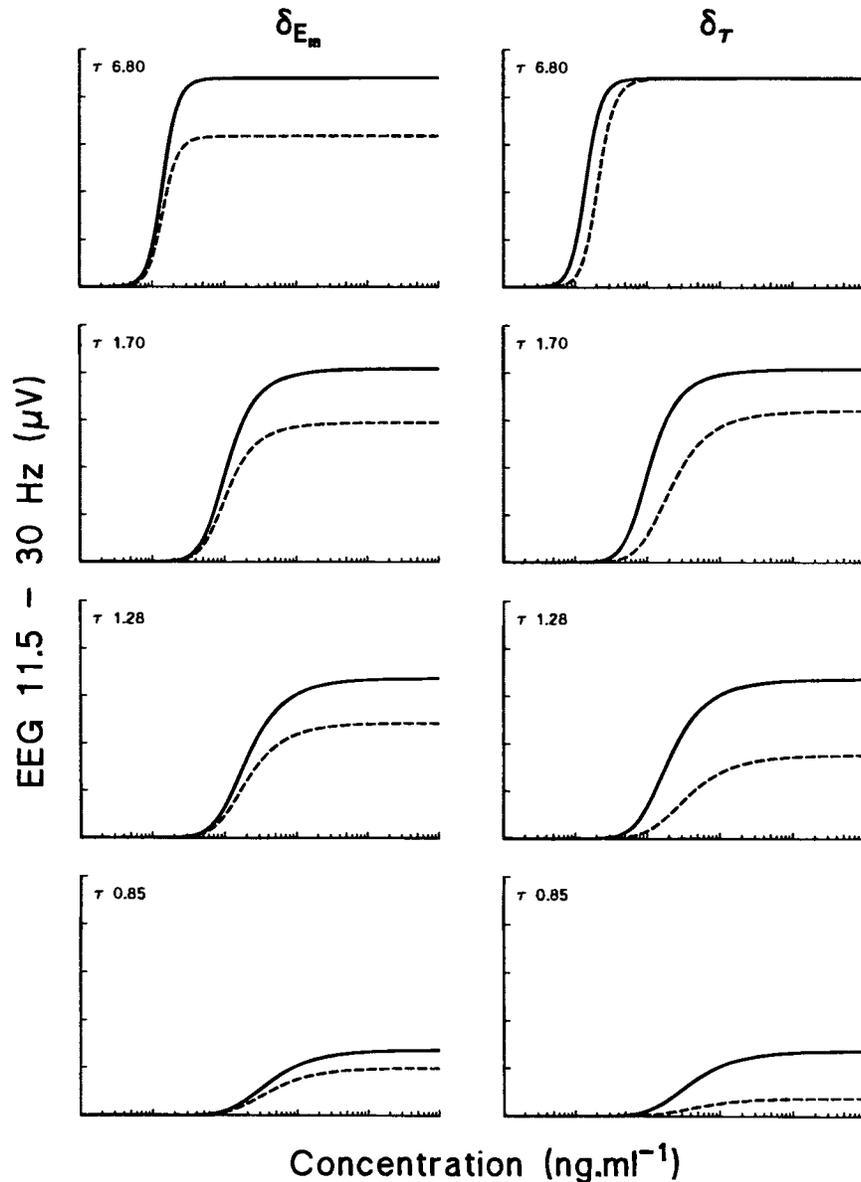 δEm δτ
τ 6.80 τ 6.80
τ 1.70 τ 1.70
τ 1.28 τ 1.28
τ 0.85 τ 0.85
EEG 11.5 – 30 Hz (μV)
Concentration (ng.ml⁻¹)